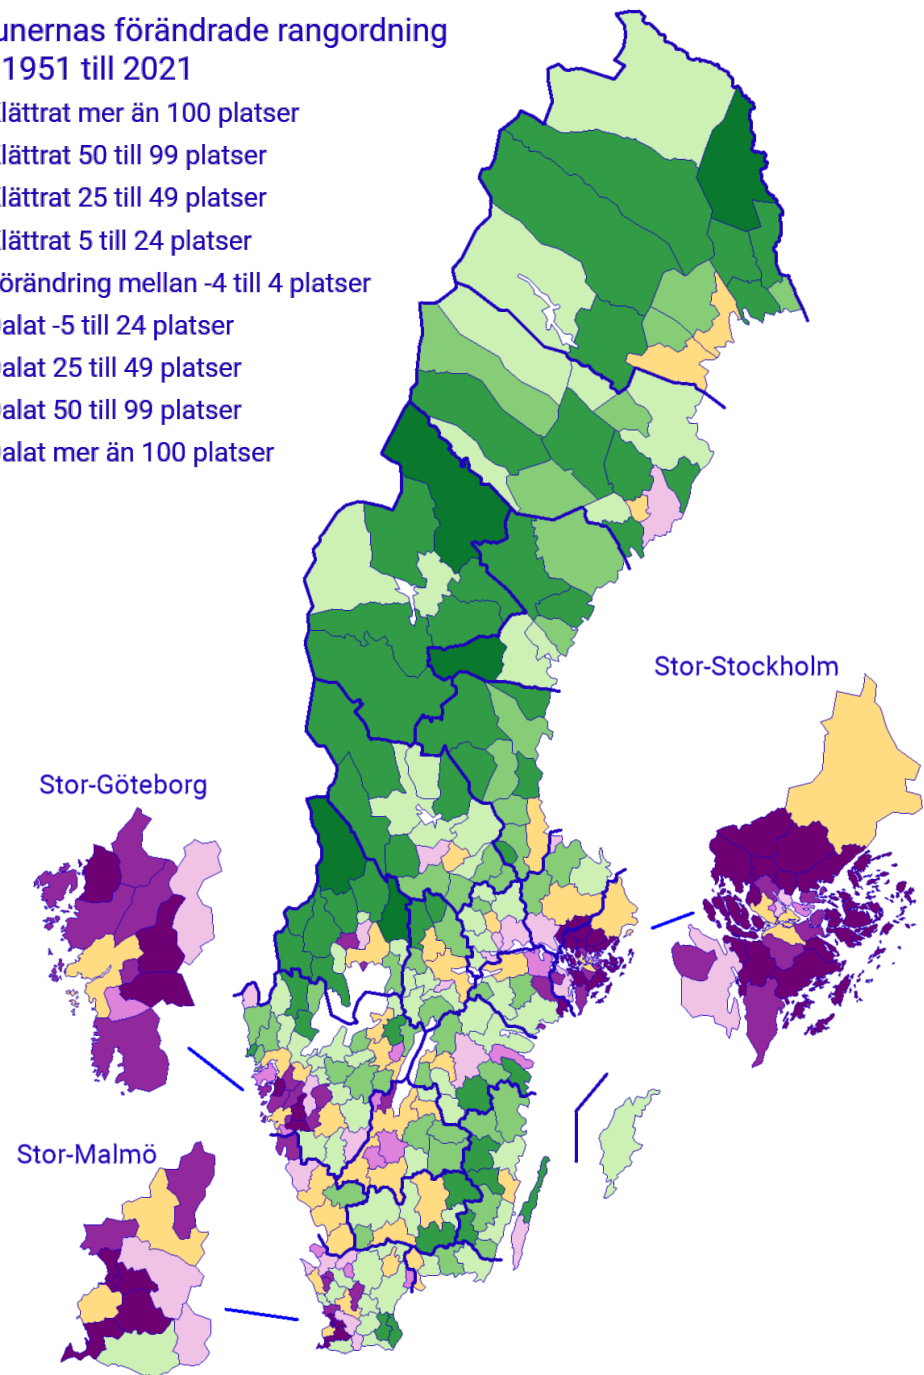 unernas förändrade rangordning
1951 till 2021
lättrat mer än 100 platser
lättrat 50 till 99 platser
lättrat 25 till 49 platser
lättrat 5 till 24 platser
örändring mellan -4 till 4 platser
alat -5 till 24 platser
alat 25 till 49 platser
alat 50 till 99 platser
alat mer än 100 platser
Stor-Stockholm
Stor-Göteborg
Stor-Malmö